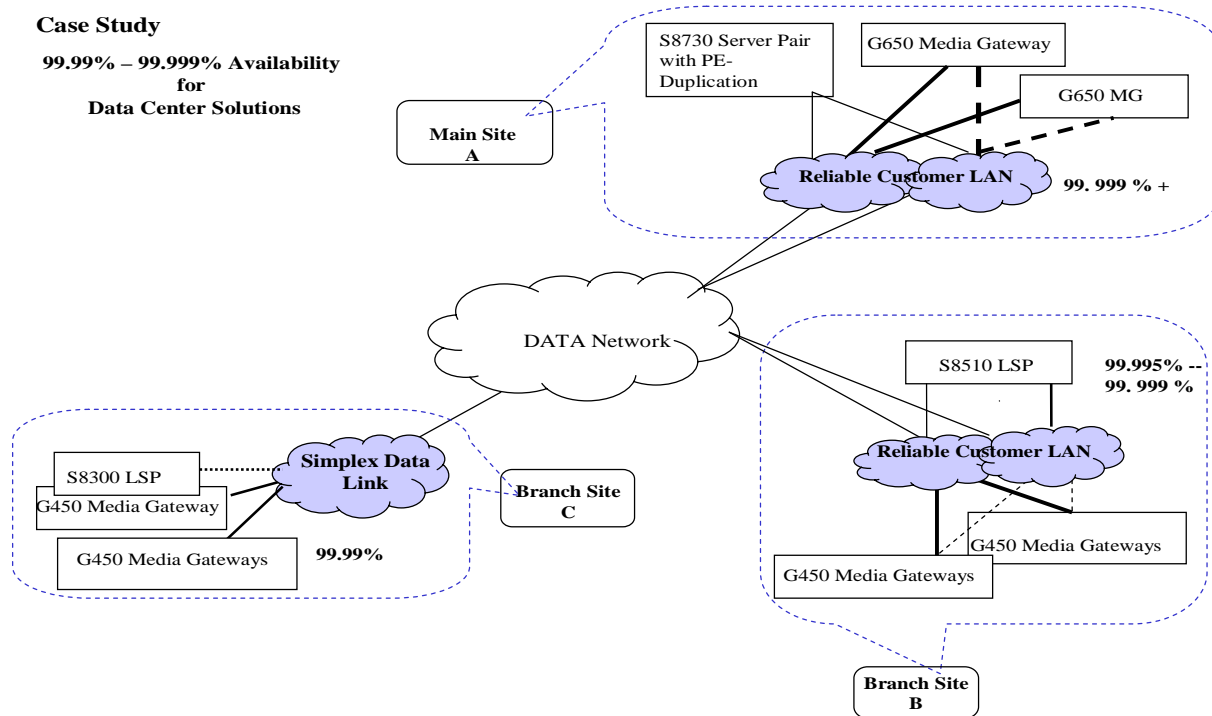 Case Study
99.99% – 99.999% Availability
for
Data Center Solutions
S8730 Server Pair
with PE-
Duplication
G650 Media Gateway
G650 MG
Main Site
A
Reliable Customer LAN
99. 999 % +
DATA Network
S8510 LSP
99.995% --
99. 999 %
Reliable Customer LAN
G450 Media Gateways
G450 Media Gateways
Branch Site
B
Simplex Data
Link
S8300 LSP
G450 Media Gateway
G450 Media Gateways
99.99%
Branch Site
C